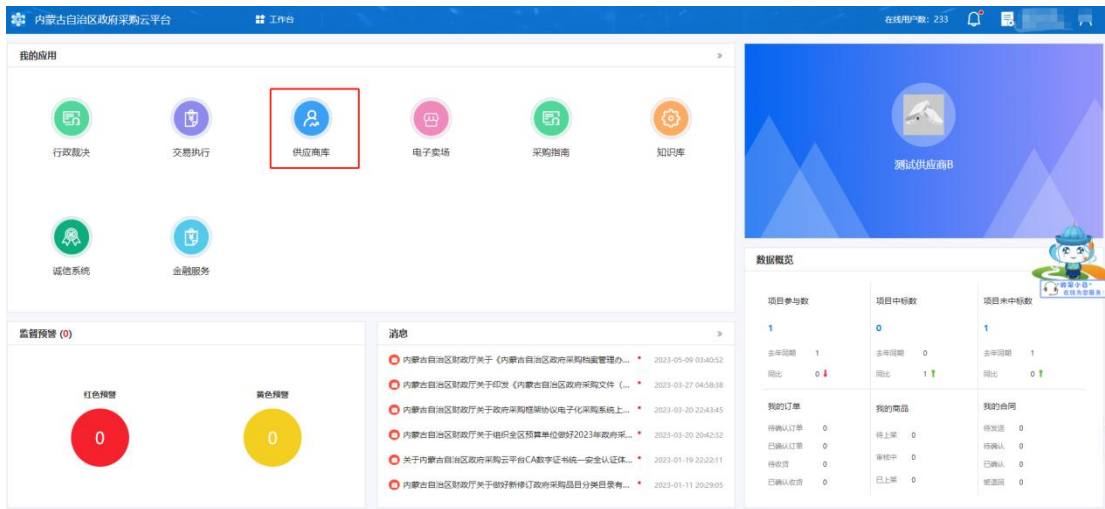 内蒙古自治区政府采购云平台
工作台
在线用户数：233
我的应用
»
行政裁决
交易执行
供应商库
电子卖场
采购指南
知识库
诚信系统
金融服务
测试供应商B
监督预警 (0)
红色预警
黄色预警
0
0
消息
»
内蒙古自治区财政厅关于《内蒙古自治区政府采购档案管理办... 2023-05-09 03:40:52
内蒙古自治区财政厅关于印发《内蒙古自治区政府采购文件（... 2023-03-27 04:58:38
内蒙古自治区财政厅关于政府采购框架协议电子化采购系统上... 2023-03-20 22:43:45
内蒙古自治区财政厅关于组织全区预算单位做好2023年政府采... 2023-03-20 20:42:32
关于内蒙古自治区政府采购云平台CA数字证书统一安全认证体... 2023-01-19 22:22:11
内蒙古自治区财政厅关于做好新修订政府采购品目分类目录有... 2023-01-11 20:29:05
数据概览
在线为您服务
项目参与数
1
去年同期 1
同比 0
项目中标数
0
去年同期 0
同比 1
项目未中标数
1
去年同期 1
同比 0
我的订单
待确认订单 0
已确认订单 0
待收货 0
已确认收货 0
我的商品
待上架 0
审核中 0
已上架 0
我的合同
待发送 0
待确认 0
已确认 0
被退回 0